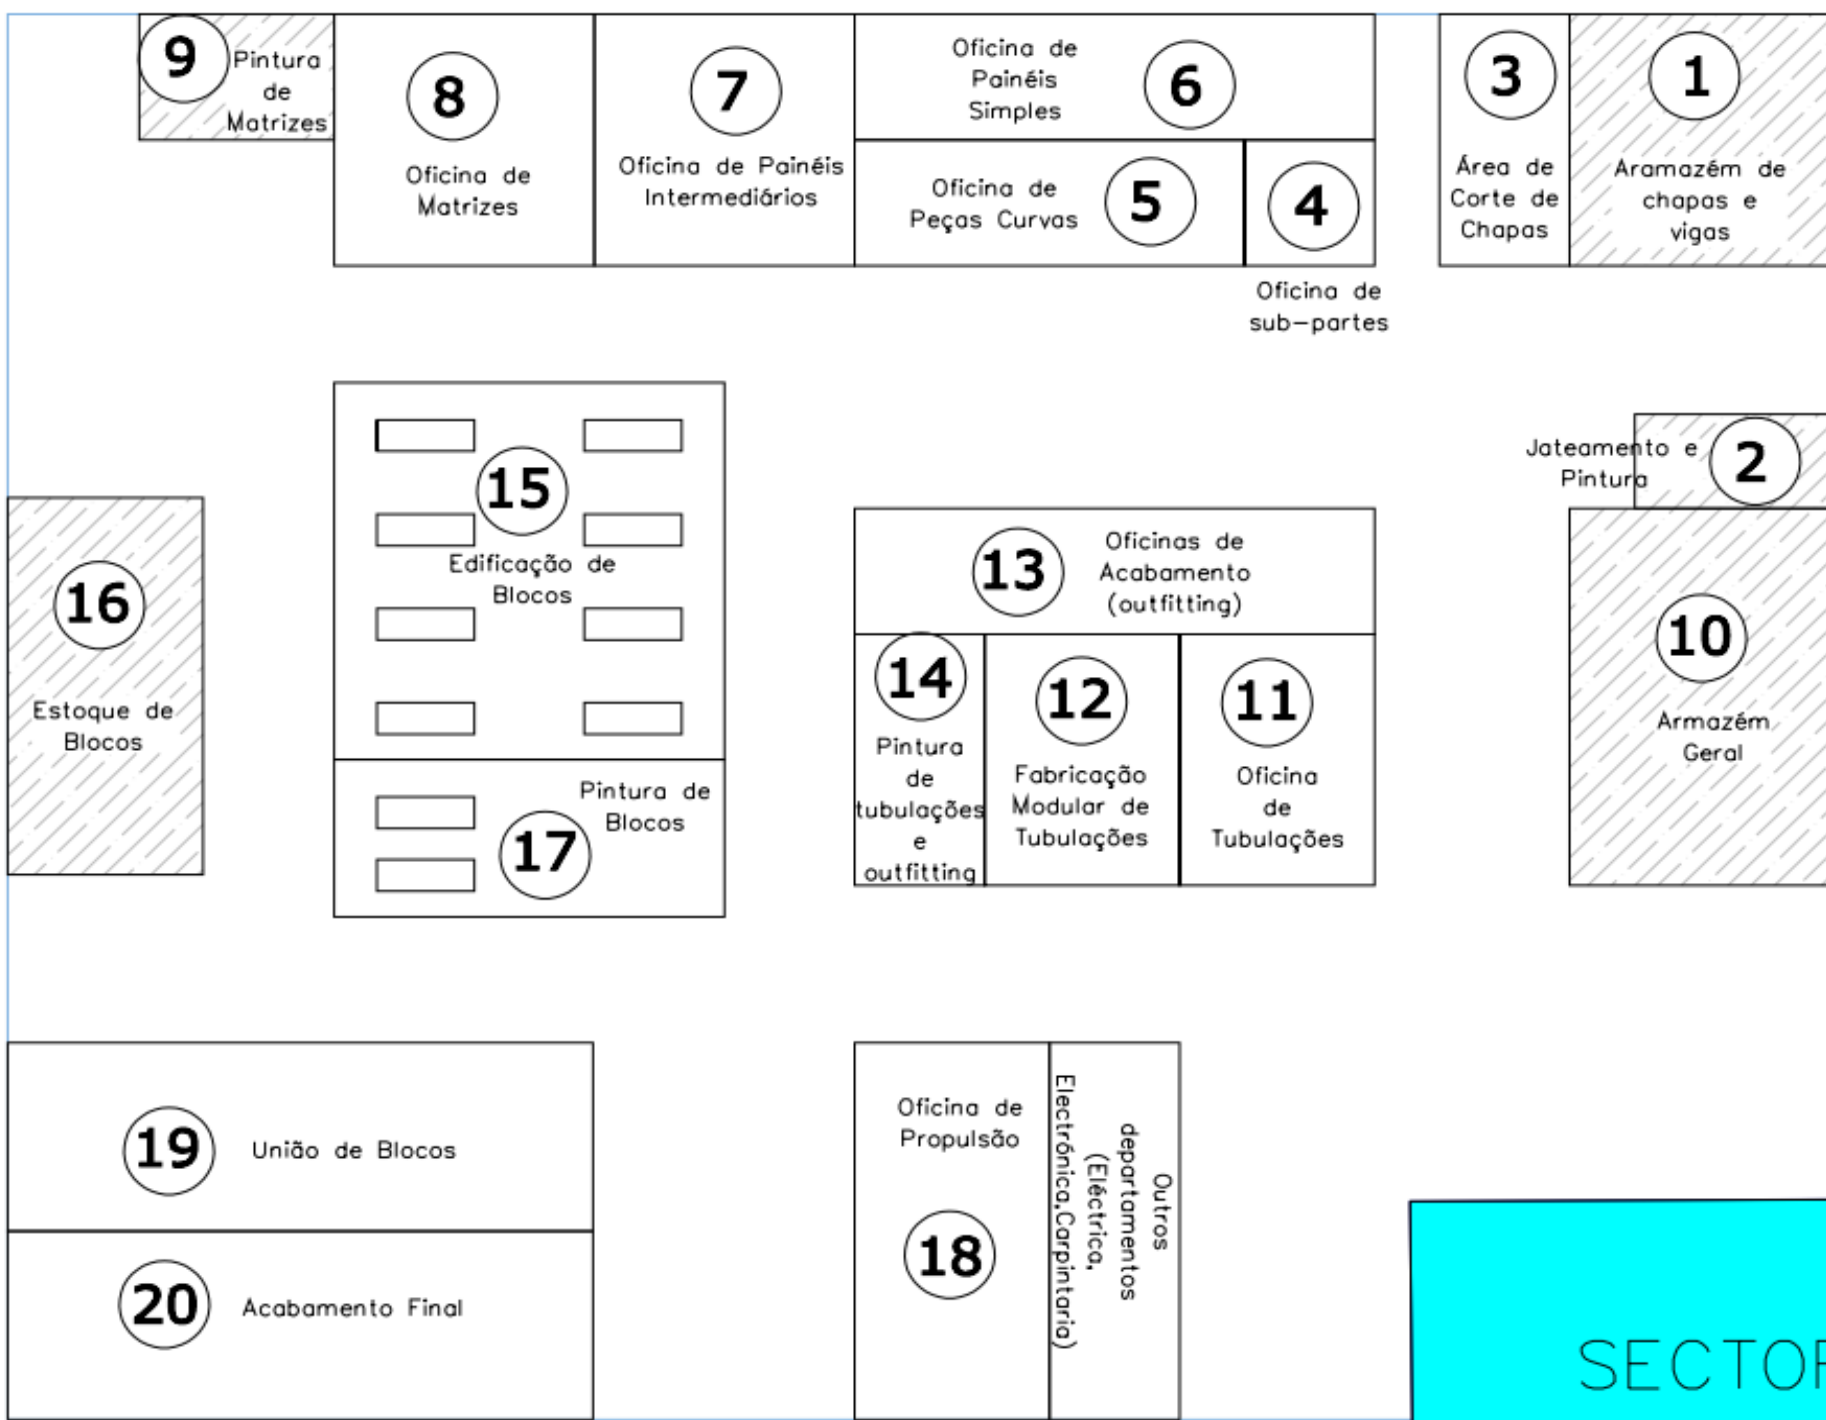 9
Pintura
de
Matrizes
8
Oficina de
Matrizes
7
Oficina de Painéis
Intermediários
Oficina de
Painéis
Simples
6
Oficina de
Peças Curvas
5
4
Oficina de
sub-partes
3
Área de
Corte de
Chapas
1
Aramazém de
chapas e
vigas
Jateamento e
Pintura
2
15
Edificação de
Blocos
16
Estoque de
Blocos
13
Oficinas de
Acabamento
(outfitting)
14
Pintura
de
tubulações
e
outfitting
12
Fabricação
Modular de
Tubulações
11
Oficina
de
Tubulações
10
Armazém
Geral
Pintura de
Blocos
17
19
União de Blocos
20
Acabamento Final
Oficina de
Propulsão
18
Outros
departamentos
(Eléctrica,
Electrónica,Carpintaria)
SECTOR